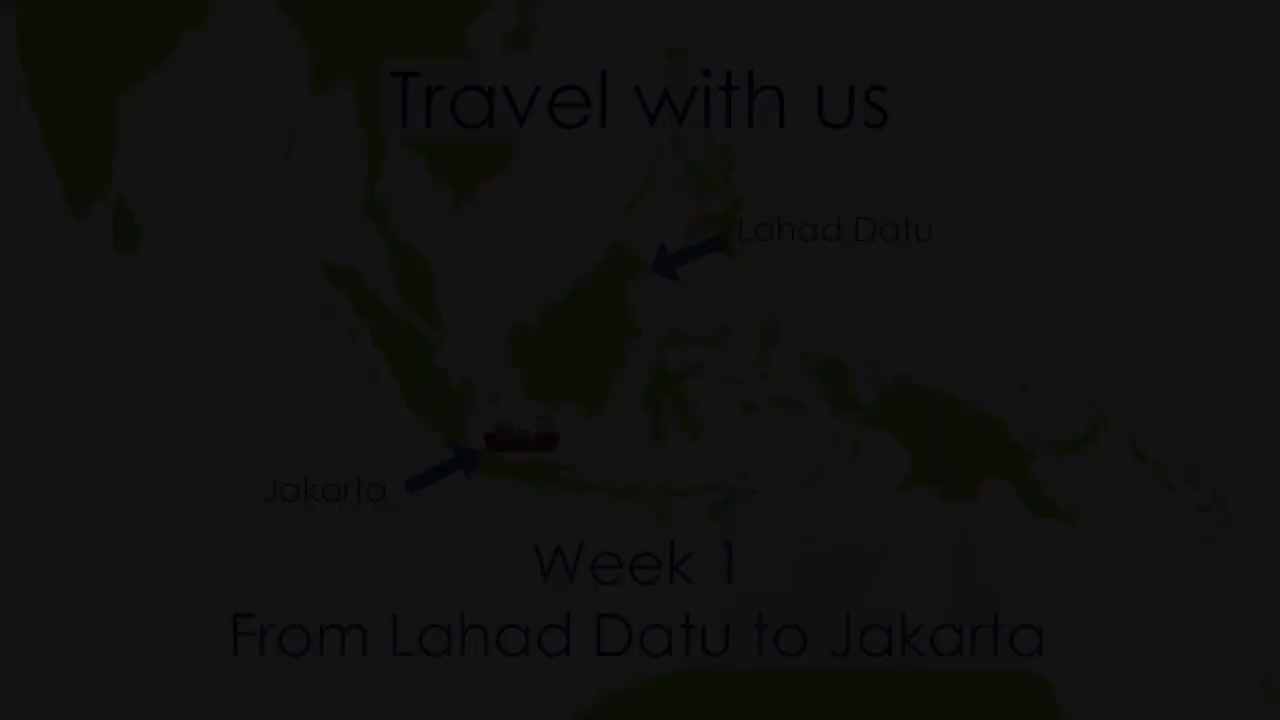 Travel with us
Lahad Datu
Jakarta
Week 1
From Lahad Datu to Jakarta